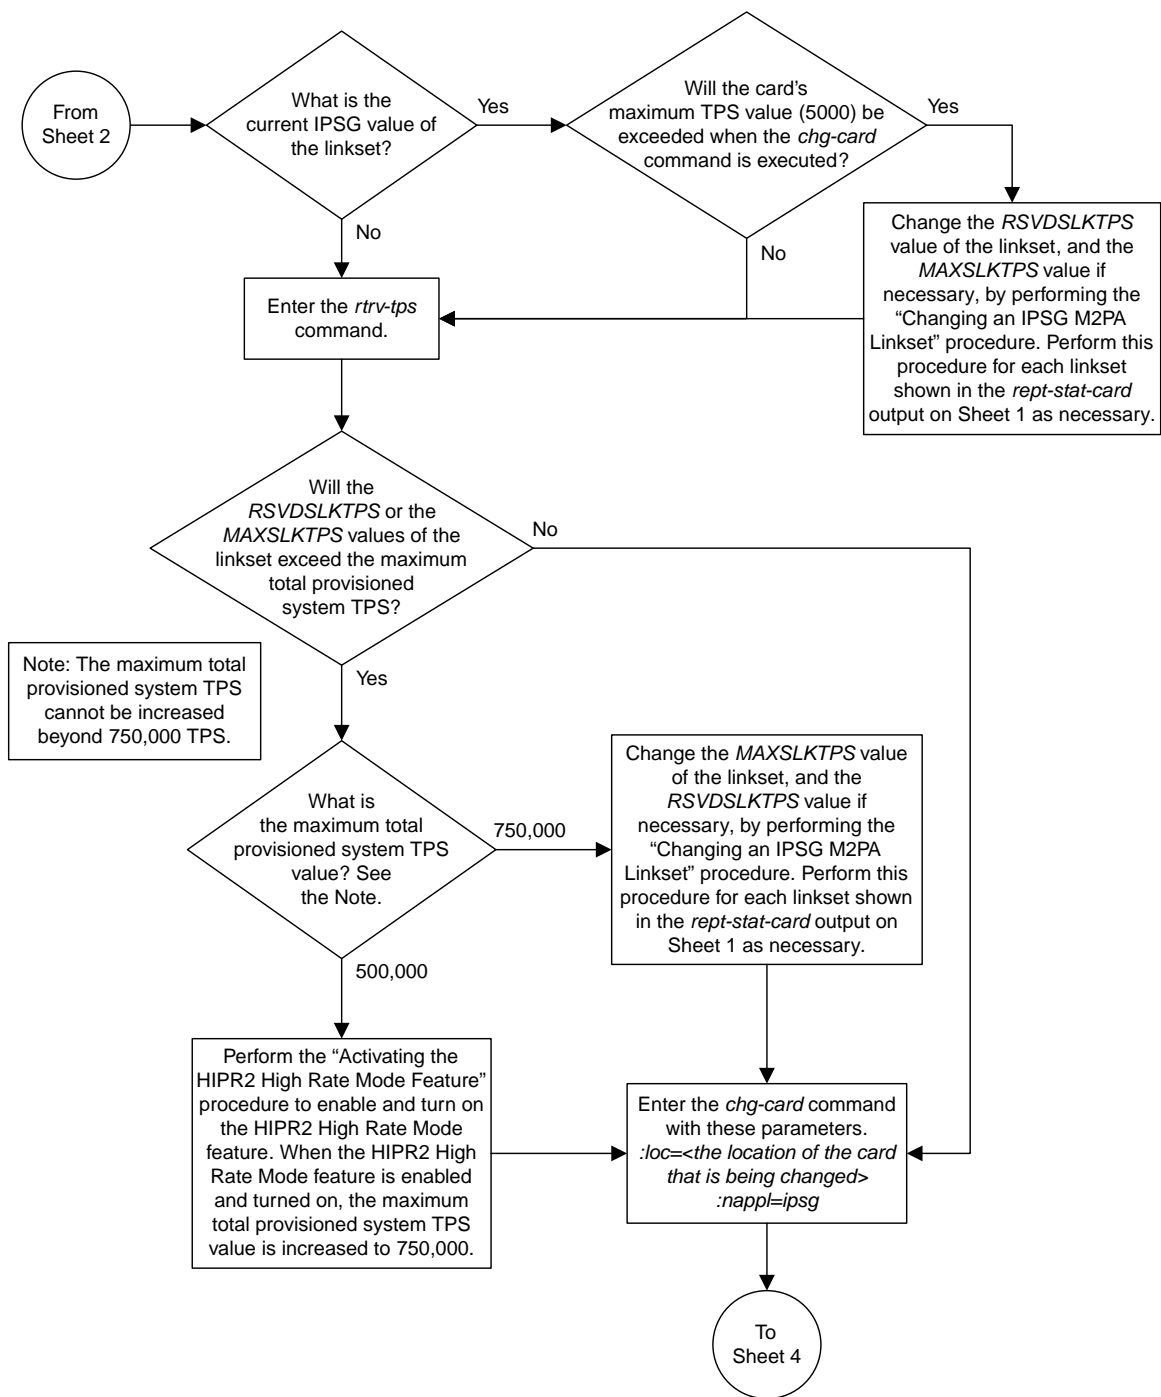 From
Sheet 2
What is the
current IPSG value of
the linkset?
Yes
No
Will the card's
maximum TPS value (5000) be
exceeded when the chg-card
command is executed?
Yes
No
Change the RSVDSLKTPS
value of the linkset, and the
MAXSLKTPS value if
necessary, by performing the
“Changing an IPSG M2PA
Linkset” procedure. Perform this
procedure for each linkset
shown in the rept-stat-card
output on Sheet 1 as necessary.
Enter the rtrv-tps
command.
Will the
RSVDSLKTPS or the
MAXSLKTPS values of the
linkset exceed the maximum
total provisioned
system TPS?
No
Yes
Note: The maximum total
provisioned system TPS
cannot be increased
beyond 750,000 TPS.
What is
the maximum total
provisioned system TPS
value? See
the Note.
750,000
500,000
Change the MAXSLKTPS value
of the linkset, and the
RSVDSLKTPS value if
necessary, by performing the
“Changing an IPSG M2PA
Linkset” procedure. Perform this
procedure for each linkset shown
in the rept-stat-card output on
Sheet 1 as necessary.
Perform the “Activating the
HIPR2 High Rate Mode Feature”
procedure to enable and turn on
the HIPR2 High Rate Mode
feature. When the HIPR2 High
Rate Mode feature is enabled
and turned on, the maximum
total provisioned system TPS
value is increased to 750,000.
Enter the chg-card command
with these parameters.
:loc=<the location of the card
that is being changed>
:nappl=ipsg
To
Sheet 4